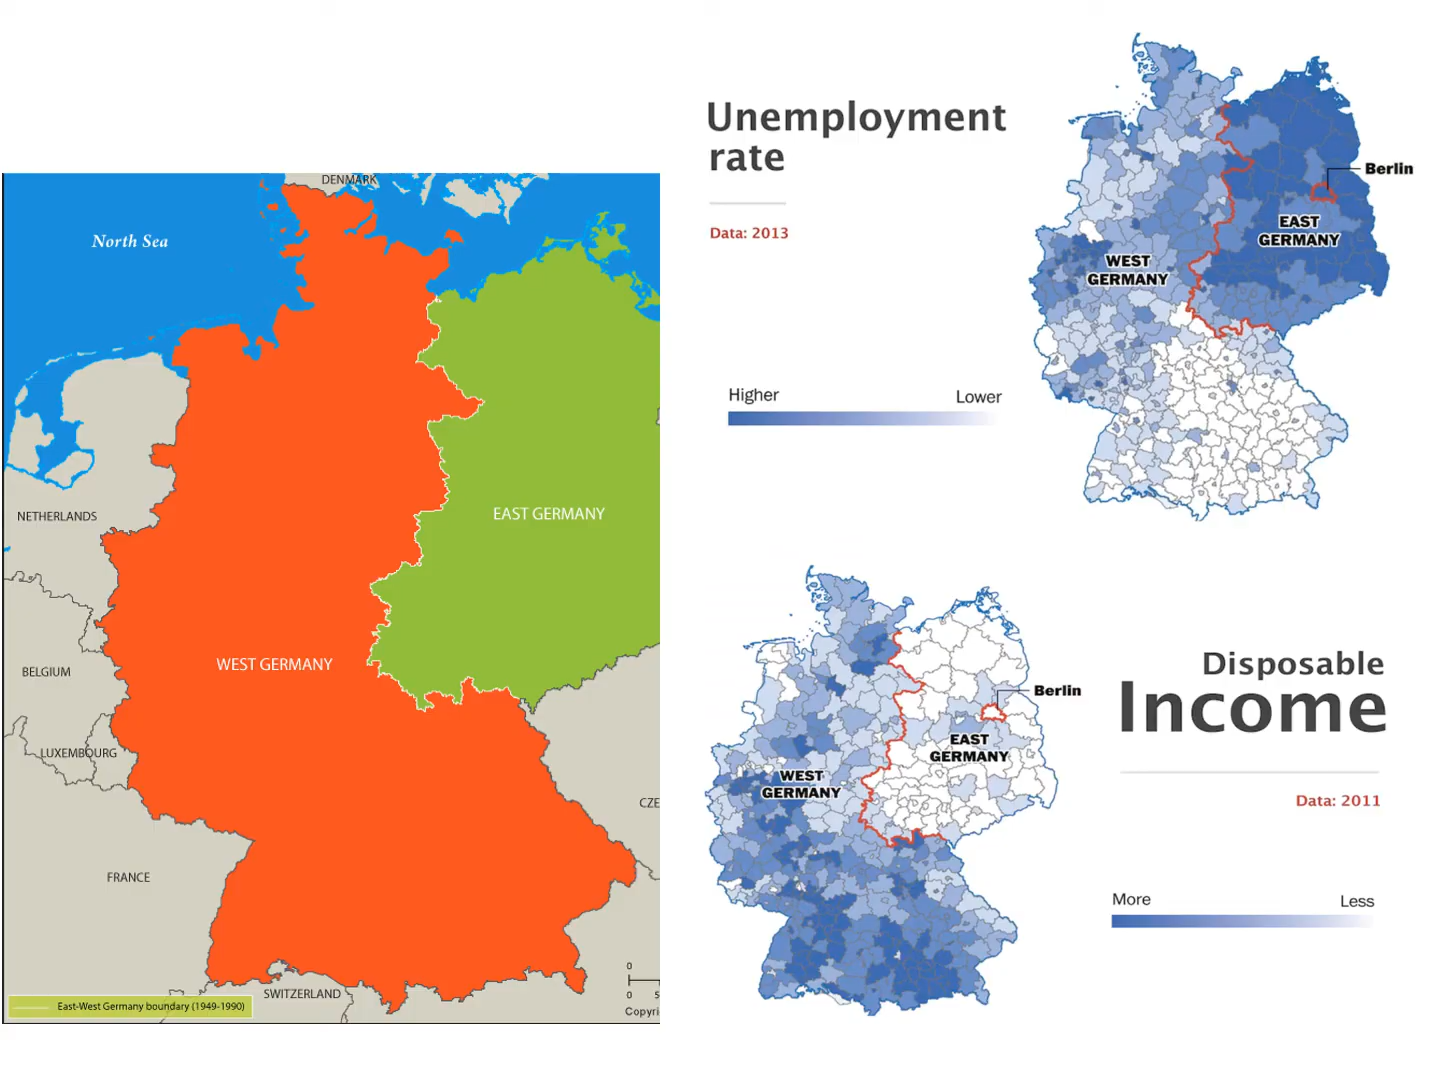 DENMARK
North Sea
NETHERLANDS
EAST GERMANY
BELGIUM
WEST GERMANY
LUXEMBOURG
CZE
FRANCE
SWITZERLAND
0
0 5
Copyri
East-West Germany boundary (1949-1990)
Unemployment
rate
Data: 2013
Higher Lower
Berlin
EAST
GERMANY
WEST
GERMANY
Disposable
Income
Data: 2011
More Less
Berlin
EAST
GERMANY
WEST
GERMANY